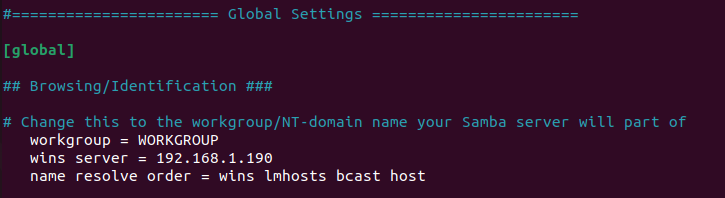 #======================= Global Settings =======================
[global]
## Browsing/Identification ###
# Change this to the workgroup/NT-domain name your Samba server will part of
workgroup = WORKGROUP
wins server = 192.168.1.190
name resolve order = wins lmhosts bcast host